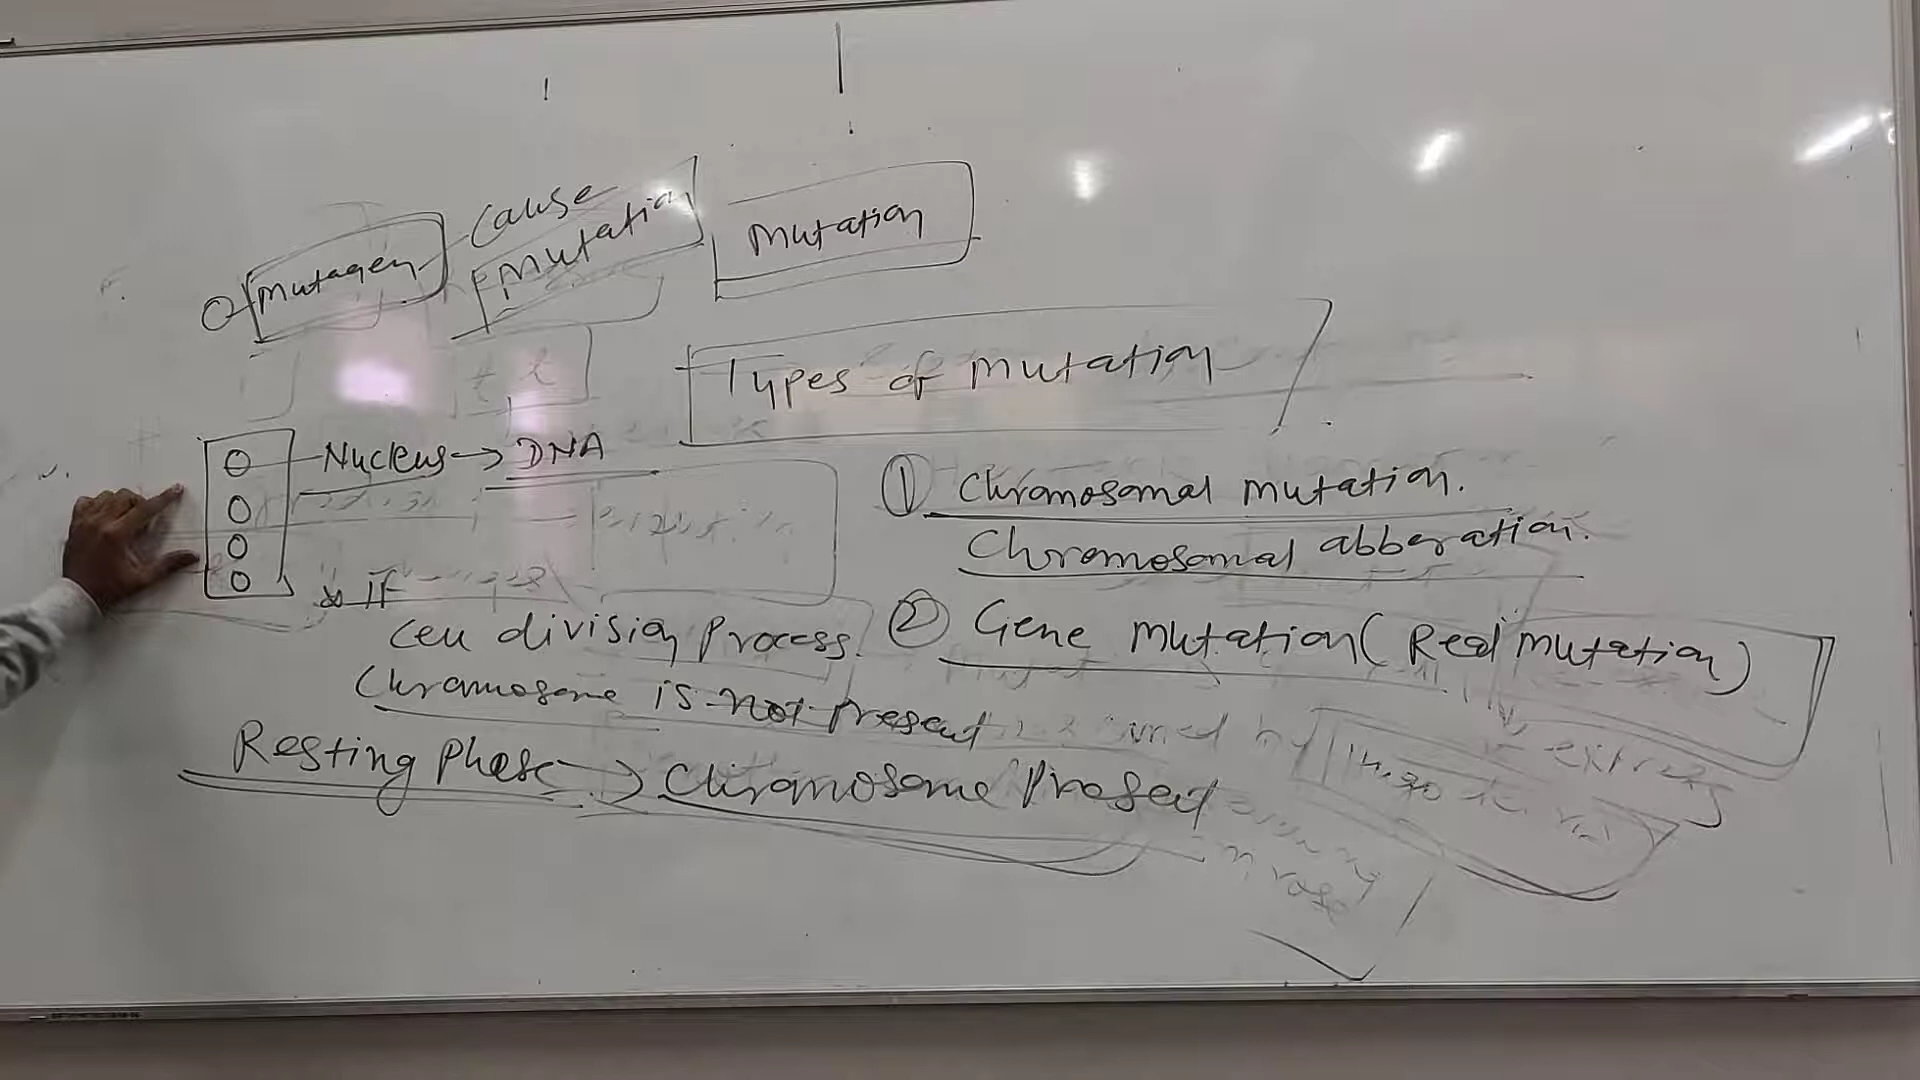 Mutagen cause
mutation
mutation
Types of mutation
Nucleus → DNA
① Chromosomal mutation.
Chromosomal abberation.
② Gene mutation (Real mutation)
If
Cell division Process.
Chromosome is not present
Resting Phase → Chromosome Present